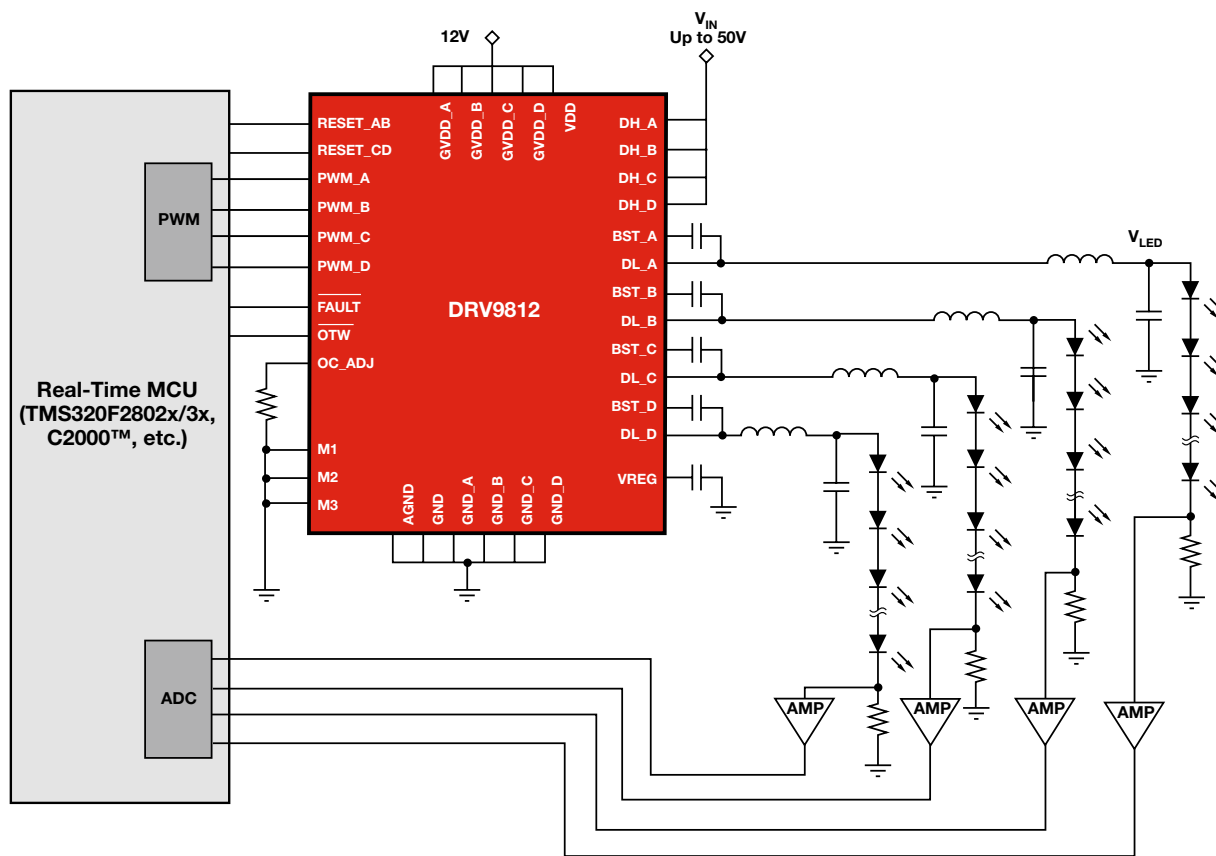 12V
V_IN
Up to 50V
GVDD_A
GVDD_B
GVDD_C
GVDD_D
VDD
RESET_AB
RESET_CD
PWM_A
PWM_B
PWM_C
PWM_D
FAULT
OTW
OC_ADJ
M1
M2
M3
PWM
DRV9812
DH_A
DH_B
DH_C
DH_D
BST_A
DL_A
BST_B
DL_B
BST_C
DL_C
BST_D
DL_D
VREG
V_LED
Real-Time MCU
(TMS320F2802x/3x,
C2000™, etc.)
AGND
GND
GND_A
GND_B
GND_C
GND_D
ADC
AMP
AMP
AMP
AMP